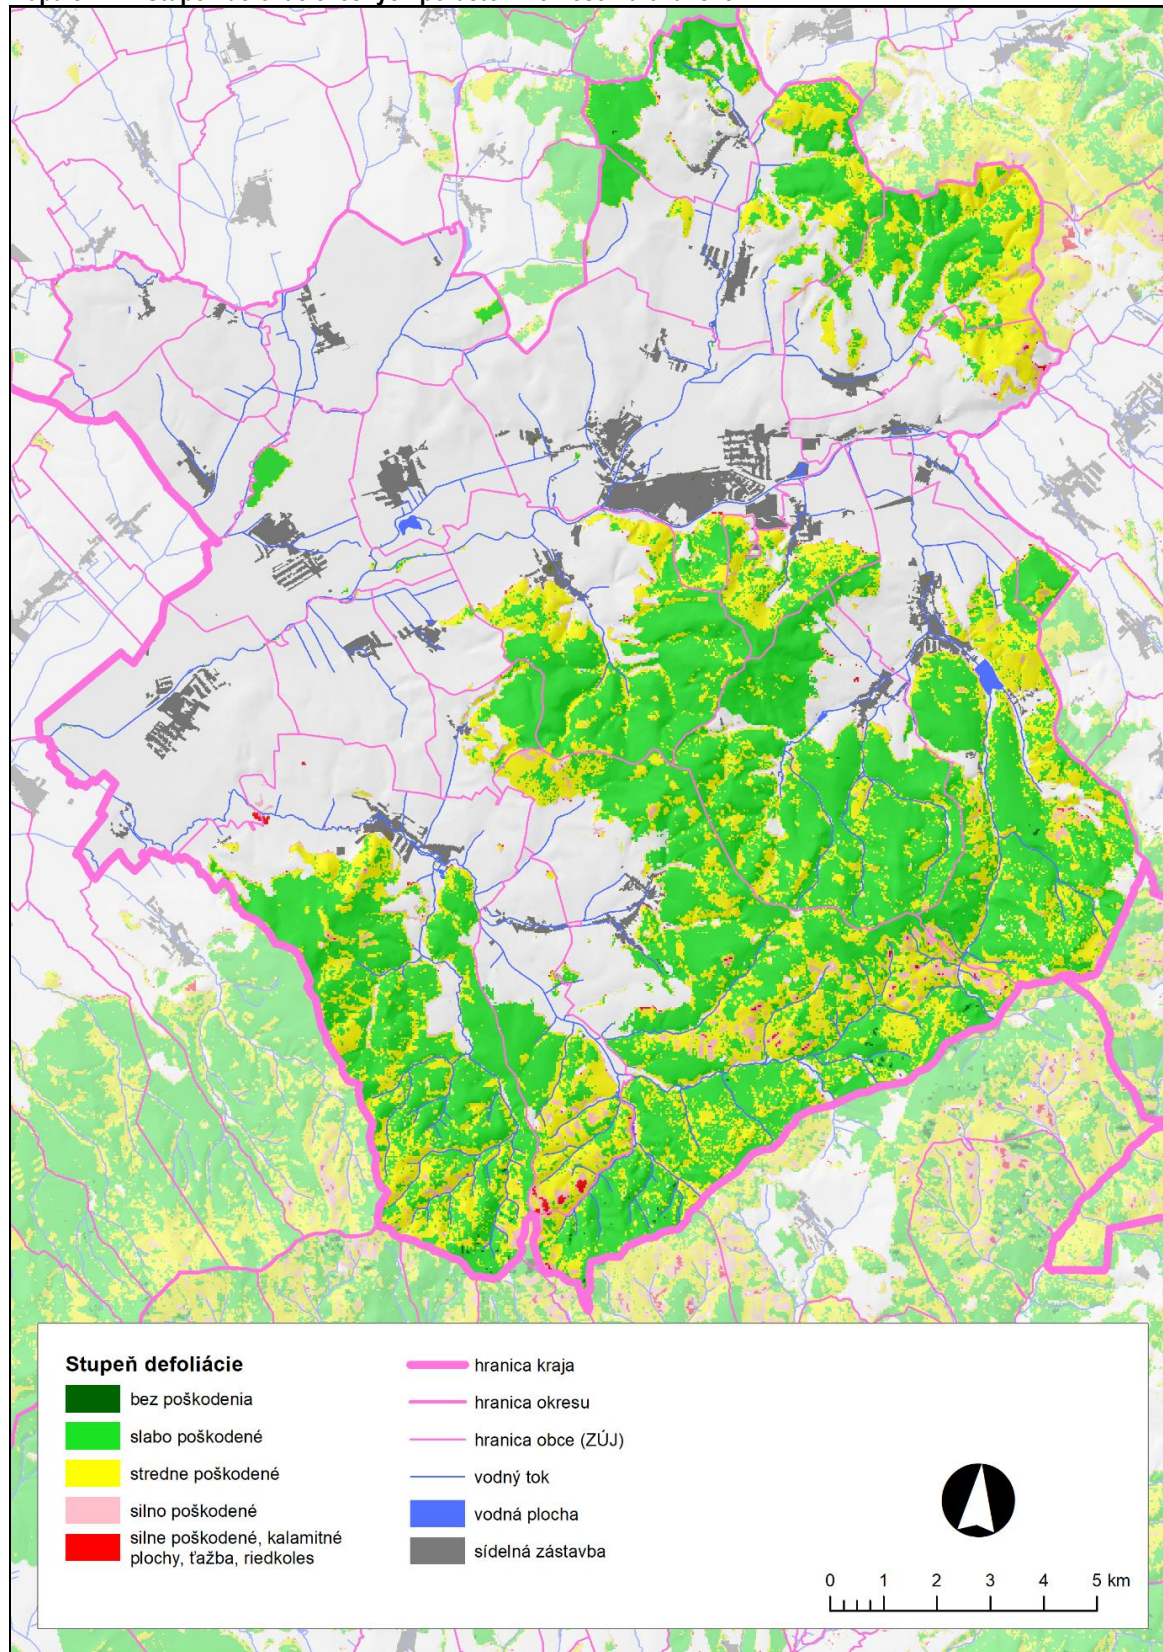 Stupeň defoliácie
bez poškodenia
slabo poškodené
stredne poškodené
silno poškodené
silne poškodené, kalamitné
plochy, ťažba, riedkoles
hranica kraja
hranica okresu
hranica obce (ZÚJ)
vodný tok
vodná plocha
sídelná zástavba
0 1 2 3 4 5 km